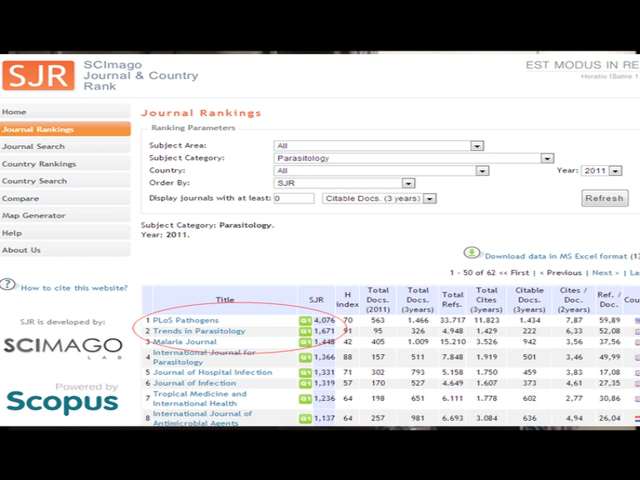 SJR
SCImago
Journal & Country
Rank
EST MODUS IN RE
Horatio (Satire 1
Home
Journal Rankings
Journal Search
Country Rankings
Country Search
Compare
Map Generator
Help
About Us
How to cite this website?
SJR is developed by:
SCIMAGO
LAB
Powered by
Scopus
Journal Rankings
Ranking Parameters
Subject Area: All
Subject Category: Parasitology
Country: All Year: 2011
Order By: SJR
Display journals with at least: 0 Citable Docs. (3 years) Refresh
Subject Category: Parasitology.
Year: 2011.
Download data in MS Excel format
1 - 50 of 62 << First | < Previous | Next >
Title SJR H Index Total Docs. (2011) Total Docs. (3years) Total Refs. Total Cites (3years) Citable Docs. (3years) Cites / Doc. (2years) Ref. / Doc.
1 PLoS Pathogens Q1 4,076 70 563 1.466 33.717 11.823 1.434 7,87 59,89
2 Trends in Parasitology Q1 1,671 91 95 326 4.948 1.429 222 6,33 52,08
3 Malaria Journal Q1 1,448 42 405 1.009 15.210 3.526 942 3,56 37,56
4 International Journal for Parasitology Q1 1,366 88 157 511 7.848 1.919 501 3,46 49,99
5 Journal of Helminth Infection Q1 1,331 71 302 793 5.158 1.750 459 3,83 17,08
6 Journal of Infection Q1 1,319 57 170 527 4.649 1.607 373 4,61 27,35
7 Tropical Medicine and International Health Q1 1,236 64 198 651 6.111 1.778 602 2,77 30,86
8 International Journal of Antimicrobial Agents Q1 1,137 64 257 981 6.693 3.084 636 4,94 26,04